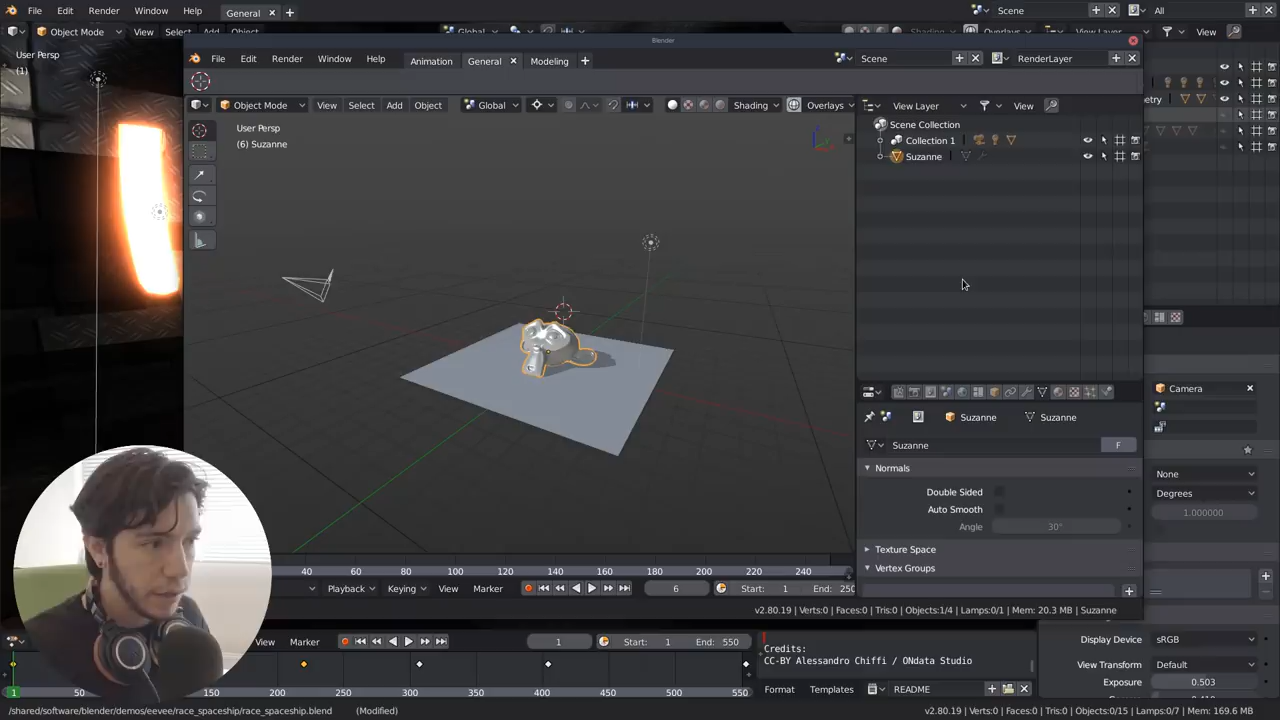 File Edit Render Window Help General Scene All
Object Mode View Select Add Object Global Shading Overlays View Layer View
User Persp
(1)
Blender
File Edit Render Window Help Animation General Modeling Scene RenderLayer
Object Mode View Select Add Object Global Shading Overlays View Layer View
User Persp
(6) Suzanne
Scene Collection
Collection 1
Suzanne
Suzanne Suzanne
Suzanne F
Normals
Double Sided
Auto Smooth
Angle 30°
Texture Space
Vertex Groups
Camera
None
Degrees
1.000000
40 60 80 100 120 140 160 180 200 220 240
Playback Keying View Marker 6 Start: 1 End: 250
v2.80.19 | Verts:0 | Faces:0 | Tris:0 | Objects:1/4 | Lamps:0/1 | Mem: 20.3 MB | Suzanne
View Marker 1 Start: 1 End: 550
1 50 150 200 250 300 350 400 450 500 550
Credits:
CC-BY Alessandro Chiffi / ONdata Studio
Format Templates README
Display Device sRGB
View Transform Default
Exposure 0.503
/shared/software/blender/demos/eevee/race_spaceship/race_spaceship.blend (Modified)
v2.80.19 | Verts:0 | Faces:0 | Tris:0 | Objects:0/15 | Lamps:0/7 | Mem: 169.6 MB